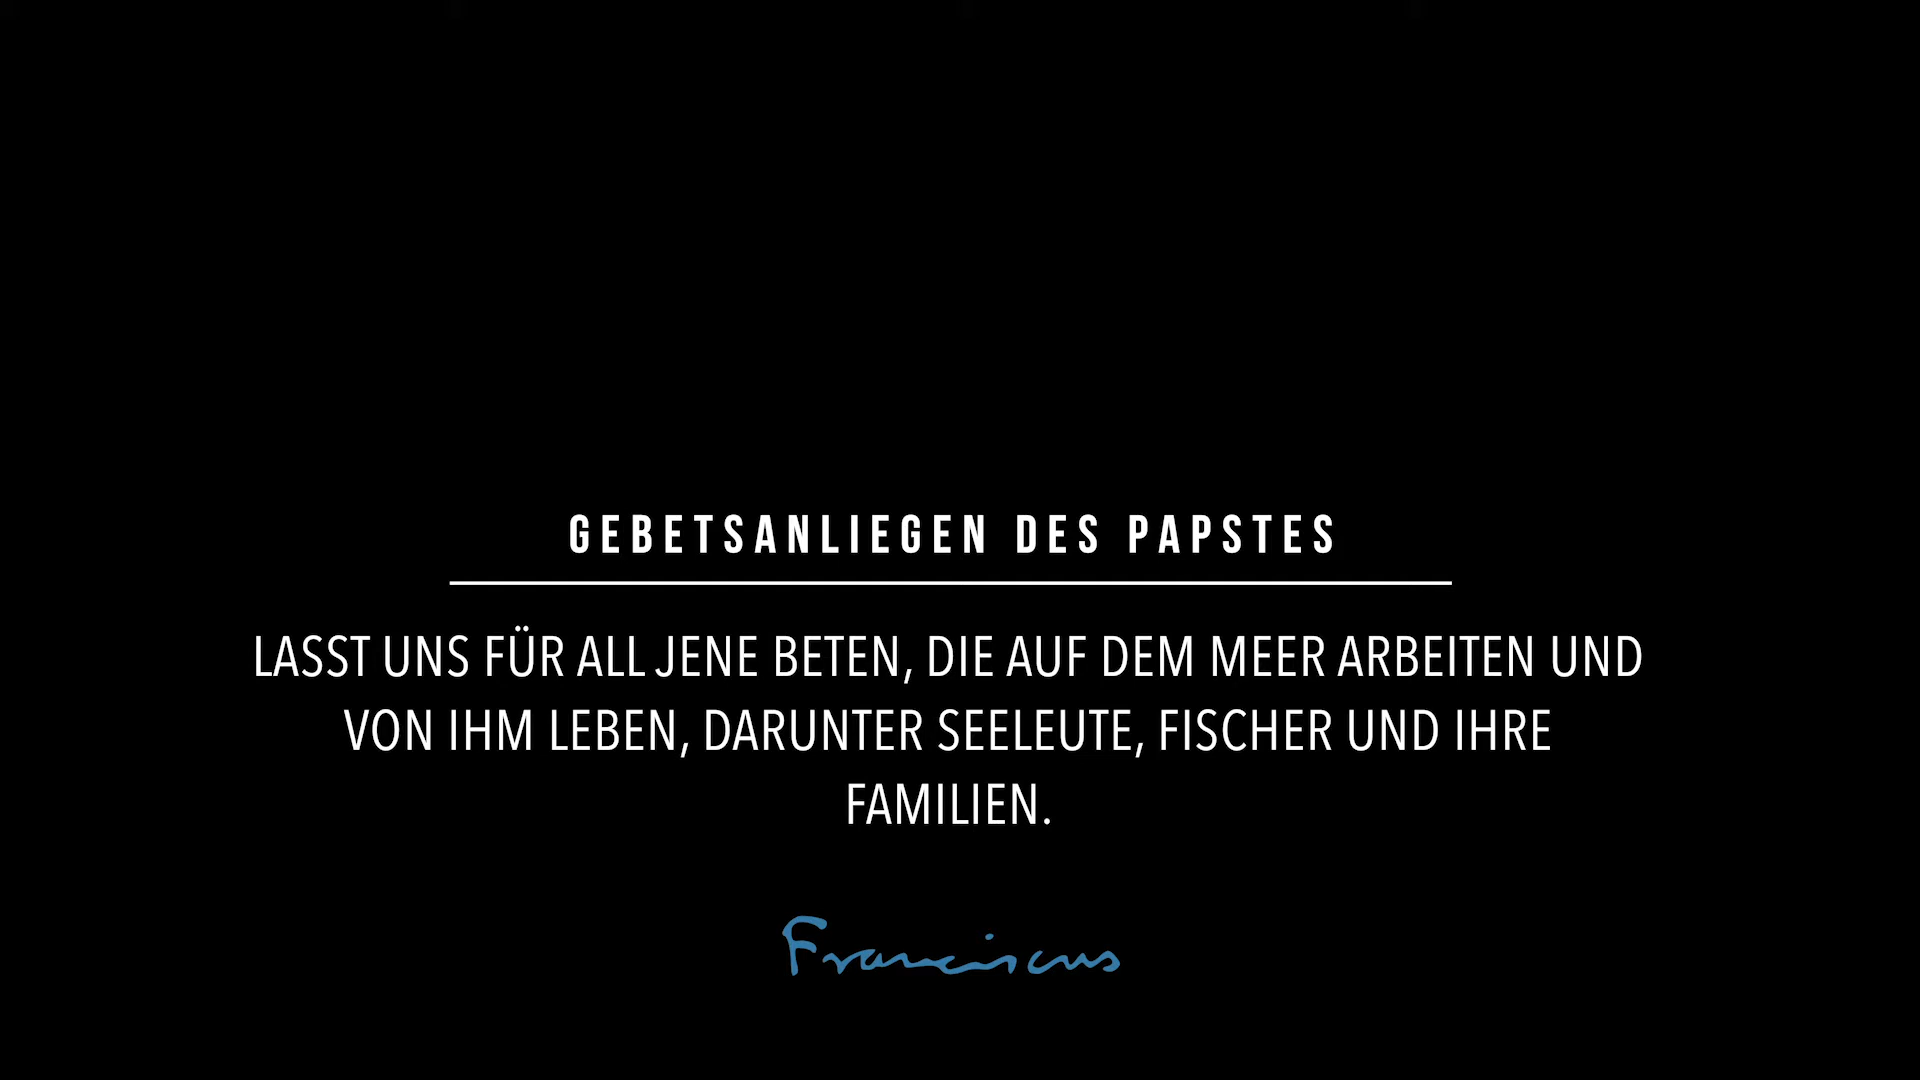 GEBETSANLIEGEN DES PAPSTES
LASST UNS FÜR ALL JENE BETEN, DIE AUF DEM MEER ARBEITEN UND
VON IHM LEBEN, DARUNTER SEELEUTE, FISCHER UND IHRE
FAMILIEN.
Franciscus